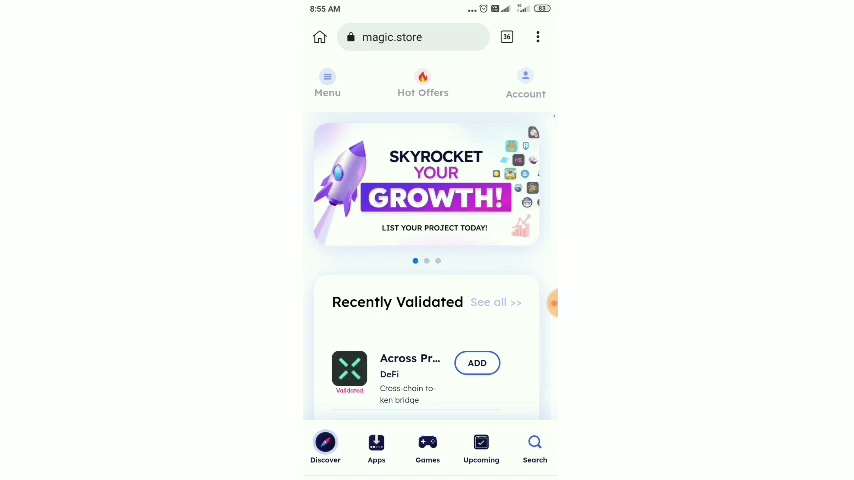 8:55 AM
83
magic.store
36
Menu
Hot Offers
Account
SKYROCKET
YOUR
GROWTH!
LIST YOUR PROJECT TODAY!
Recently Validated See all >>
Across Pr...
DeFi
Cross-chain to-
ken bridge
Validated
ADD
Discover
Apps
Games
Upcoming
Search